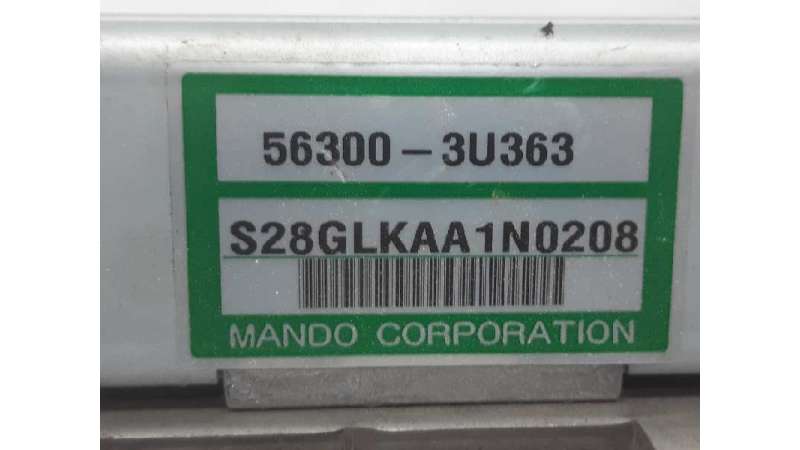 56300-3U363
S28GLKAA1N0208
MANDO CORPORATION